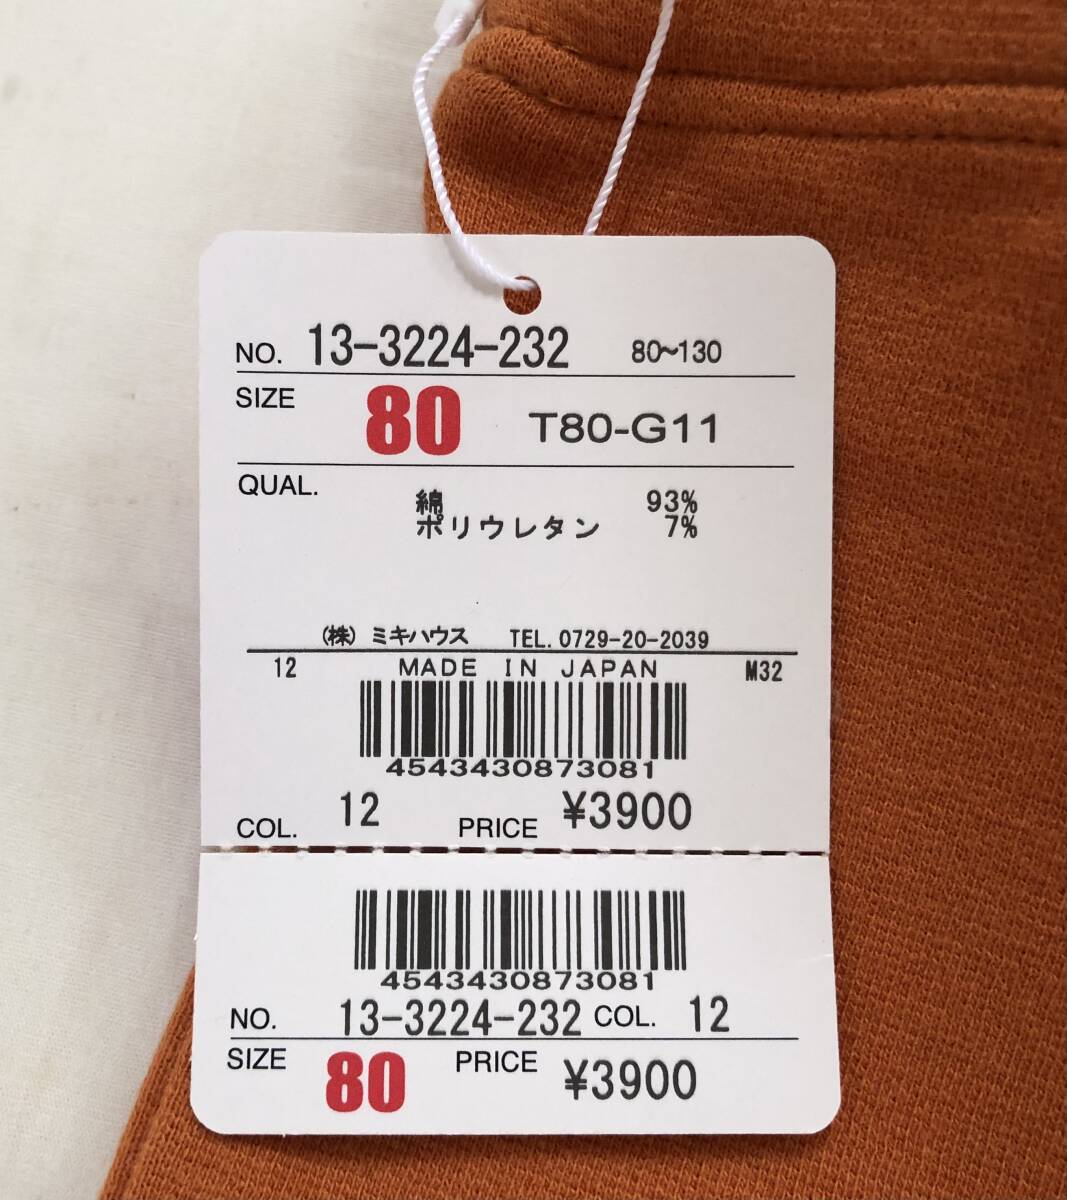 NO. 13-3224-232 80~130
SIZE 80 T80-G11
QUAL.
綿 93%
ポリウレタン 7%
(株) ミキハウス TEL. 0729-20-2039
12 MADE IN JAPAN M32
4543430873081
COL. 12 PRICE ¥3900
4543430873081
NO. 13-3224-232 COL. 12
SIZE 80 PRICE ¥3900